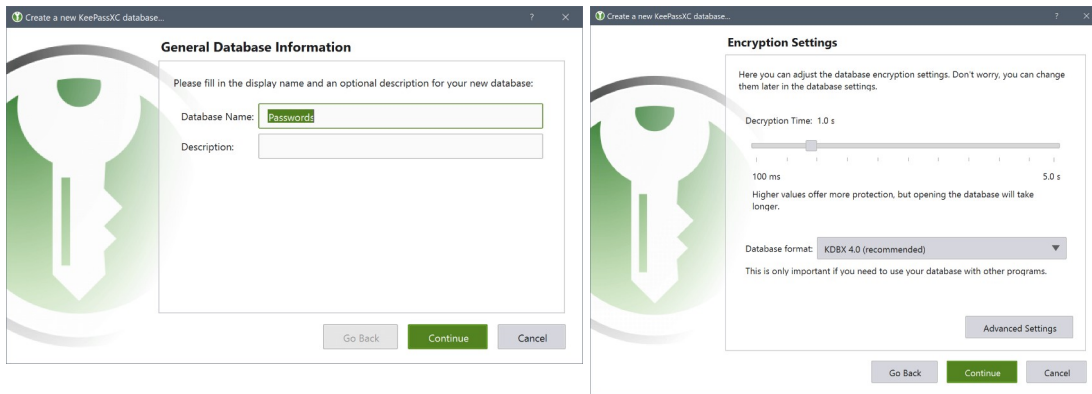 Create a new KeePassXC database...
General Database Information
Please fill in the display name and an optional description for your new database:
Database Name: Passwords
Description:
Go Back Continue Cancel
Create a new KeePassXC database...
Encryption Settings
Here you can adjust the database encryption settings. Don't worry, you can change
them later in the database settings.
Decryption Time: 1.0 s
100 ms 5.0 s
Higher values offer more protection, but opening the database will take
longer.
Database format: KDBX 4.0 (recommended)
This is only important if you need to use your database with other programs.
Advanced Settings
Go Back Continue Cancel